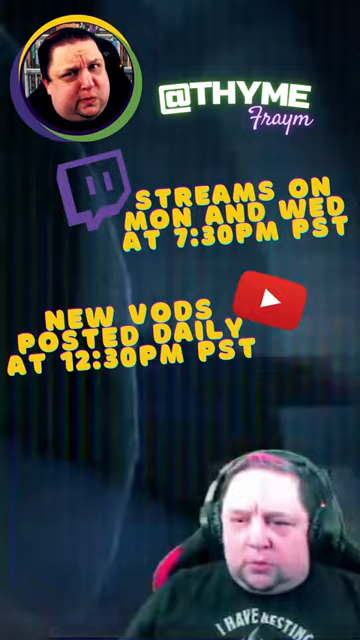 @THYME
Fraym
STREAMS ON
MON AND WED
AT 7:30PM PST
NEW VODS
POSTED DAILY
AT 12:30PM PST
I HAVE RESTING